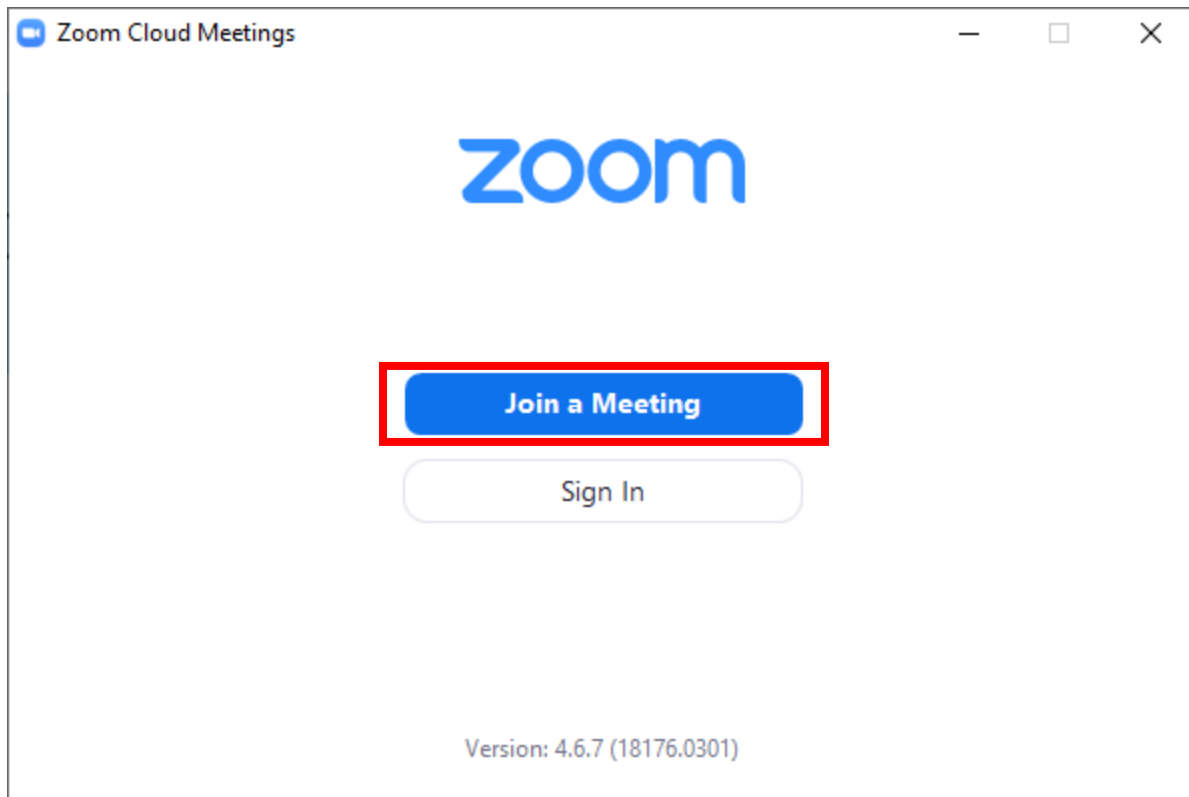 Zoom Cloud Meetings
zoom
Join a Meeting
Sign In
Version: 4.6.7 (18176.0301)